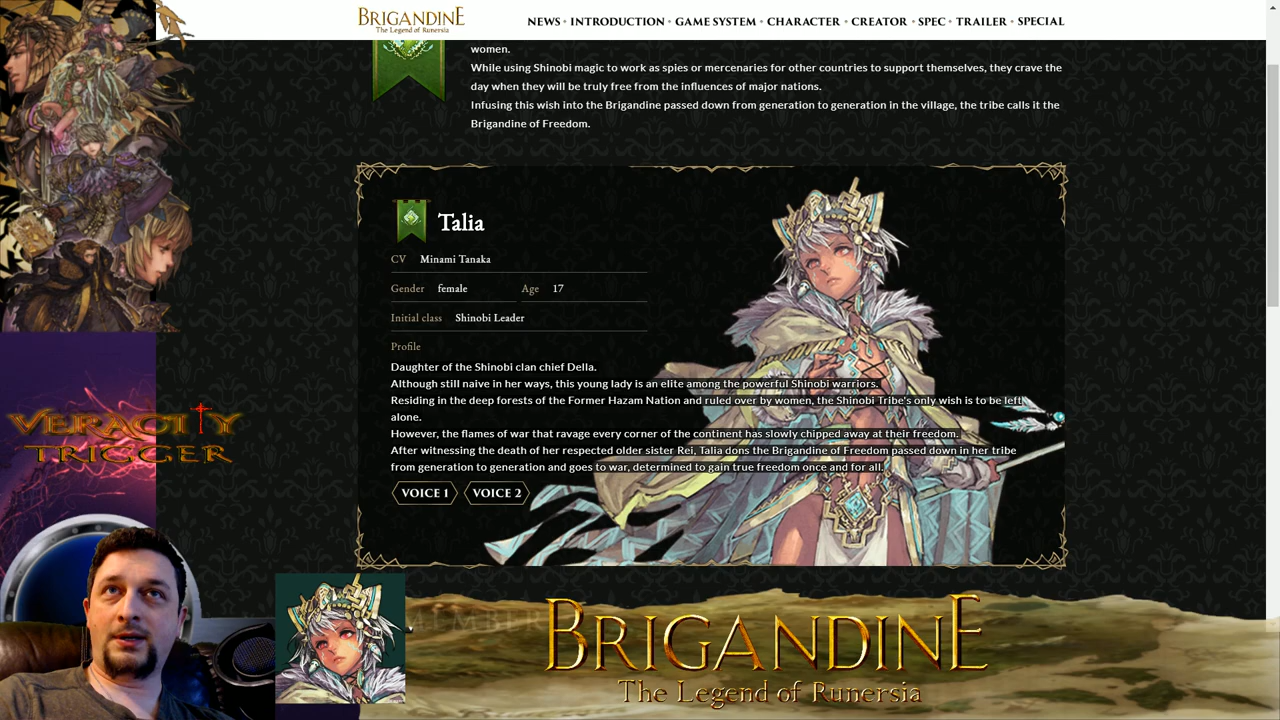 BRIGANDINE
The Legend of Runersia
NEWS • INTRODUCTION • GAME SYSTEM • CHARACTER • CREATOR • SPEC • TRAILER • SPECIAL
women.
While using Shinobi magic to work as spies or mercenaries for other countries to support themselves, they crave the
day when they will be truly free from the influences of major nations.
Infusing this wish into the Brigandine passed down from generation to generation in the village, the tribe calls it the
Brigandine of Freedom.
Talia
CV Minami Tanaka
Gender female Age 17
Initial class Shinobi Leader
Profile
Daughter of the Shinobi clan chief Della.
Although still naive in her ways, this young lady is an elite among the powerful Shinobi warriors.
Residing in the deep forests of the Former Hazam Nation and ruled over by women, the Shinobi Tribe's only wish is to be left
alone.
However, the flames of war that ravage every corner of the continent has slowly chipped away at their freedom.
After witnessing the death of her respected older sister Rei, Talia dons the Brigandine of Freedom passed down in her tribe
from generation to generation and goes to war, determined to gain true freedom once and for all.
VOICE 1 VOICE 2
VERACITY
TRIGGER
BRIGANDINE
The Legend of Runersia